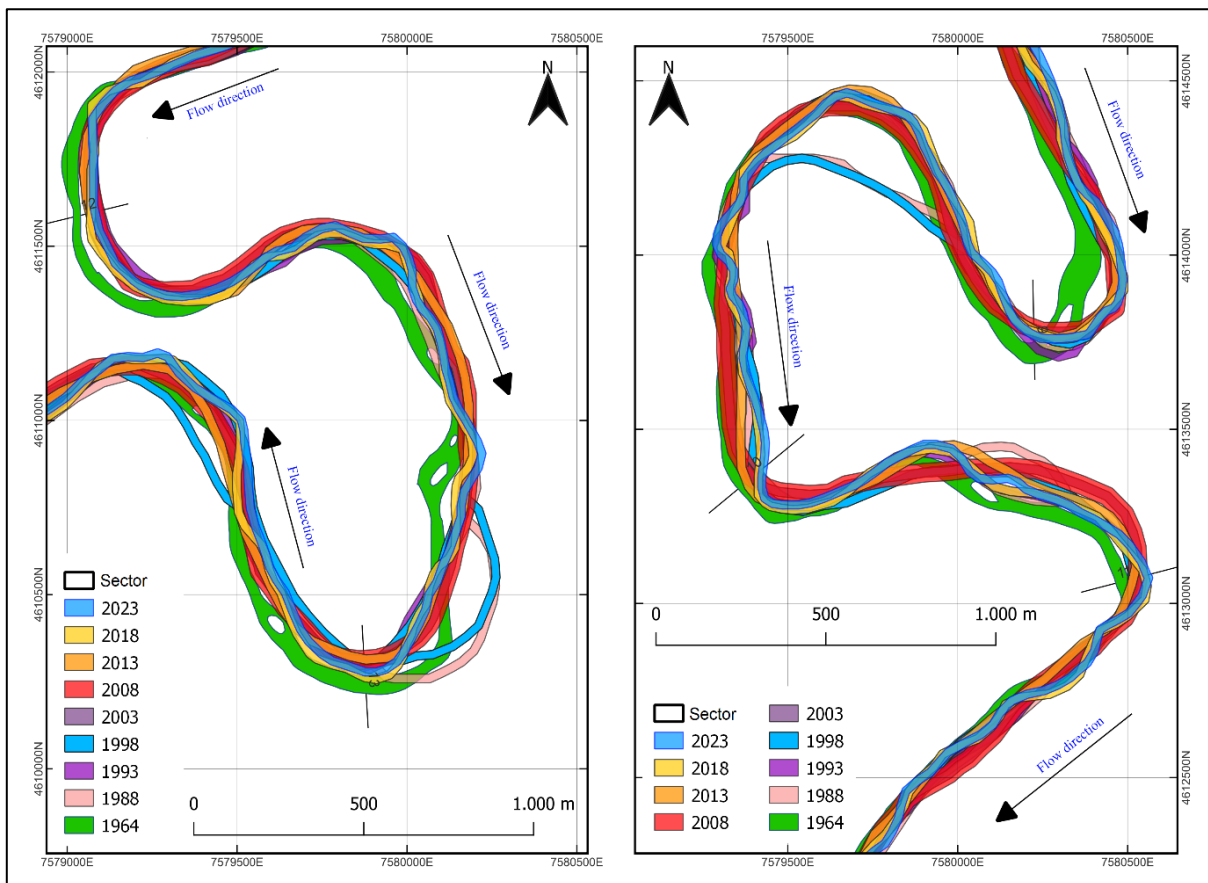 7579000E 7579500E 7580000E 7580500E
4612000N
4611500N
4611000N
4610500N
4610000N
N
Flow direction
12
Flow direction
Flow direction
13
Sector
2023
2018
2013
2008
2003
1998
1993
1988
1964
0 500 1.000 m
7579000E 7579500E 7580000E 7580500E
7579500E 7580000E 7580500E
4614500N
4614000N
4613500N
4613000N
4612500N
N
Flow direction
Flow direction
0 500 1.000 m
Sector
2023
2018
2013
2008
2003
1998
1993
1988
1964
Flow direction
7579500E 7580000E 7580500E